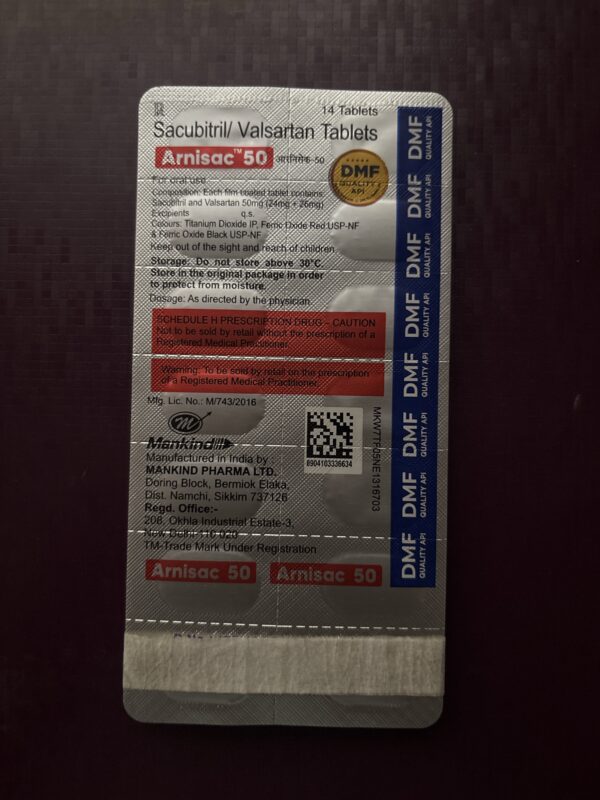 14 Tablets
Sacubitril/ Valsartan Tablets
Arnisac™ 50 आरनिसेक-50
DMF
QUALITY
API
For oral use
Composition: Each film coated tablet contains:
Sacubitril and Valsartan 50mg (24mg + 26mg)
Excipients q.s.
Colours: Titanium Dioxide IP, Ferric Oxide Red USP-NF
& Ferric Oxide Black USP-NF
Keep out of the sight and reach of children
Storage: Do not store above 30°C.
Store in the original package in order
to protect from moisture.
Dosage: As directed by the physician.
SCHEDULE H PRESCRIPTION DRUG – CAUTION
Not to be sold by retail without the prescription of a
Registered Medical Practitioner.
Warning: To be sold by retail on the prescription
of a Registered Medical Practitioner.
Mfg. Lic. No.: M/743/2016
Mankind
Manufactured in India by :
MANKIND PHARMA LTD.
Doring Block, Bermiok Elaka,
Dist. Namchi, Sikkim 737126
Regd. Office:-
208, Okhla Industrial Estate-3,
New Delhi 110 020
TM-Trade Mark Under Registration
Arnisac 50 Arnisac 50
8904103336634
DMF QUALITY API
DMF QUALITY API
DMF QUALITY API
DMF QUALITY API
DMF QUALITY API
DMF QUALITY API
DMF QUALITY API
DMF QUALITY API